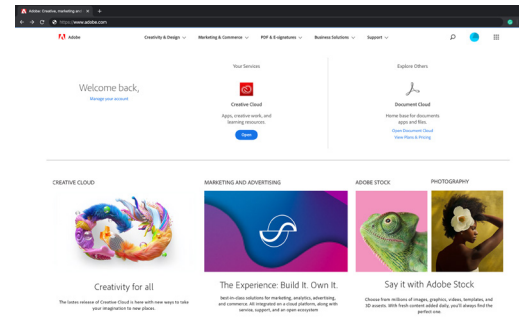 Adobe: Creative, marketing and
https://www.adobe.com
Adobe
Creativity & Design
Marketing & Commerce
PDF & E-signatures
Business Solutions
Support
Welcome back,
Manage your account
Your Services
Creative Cloud
Apps, creative work, and
learning resources.
Open
Explore Others
Document Cloud
Home base for documents
apps and files.
Open Document Cloud
View Plans & Pricing
CREATIVE CLOUD
Creativity for all
The lastes release of Creative Cloud is here-with new ways to take
your imagination to new places.
MARKETING AND ADVERTISING
The Experience: Build It. Own It.
best-in-class solutions for marketing, analytics, advertising,
and commerce. All integrated on a cloud platform, along with
service, support, and an open ecosystem
ADOBE STOCK
PHOTOGRAPHY
Say it with Adobe Stock
Choose from millions of images, graphics, videos, templates, and
3D assets. With fresh content added daily, you'll always find the
perfect one.